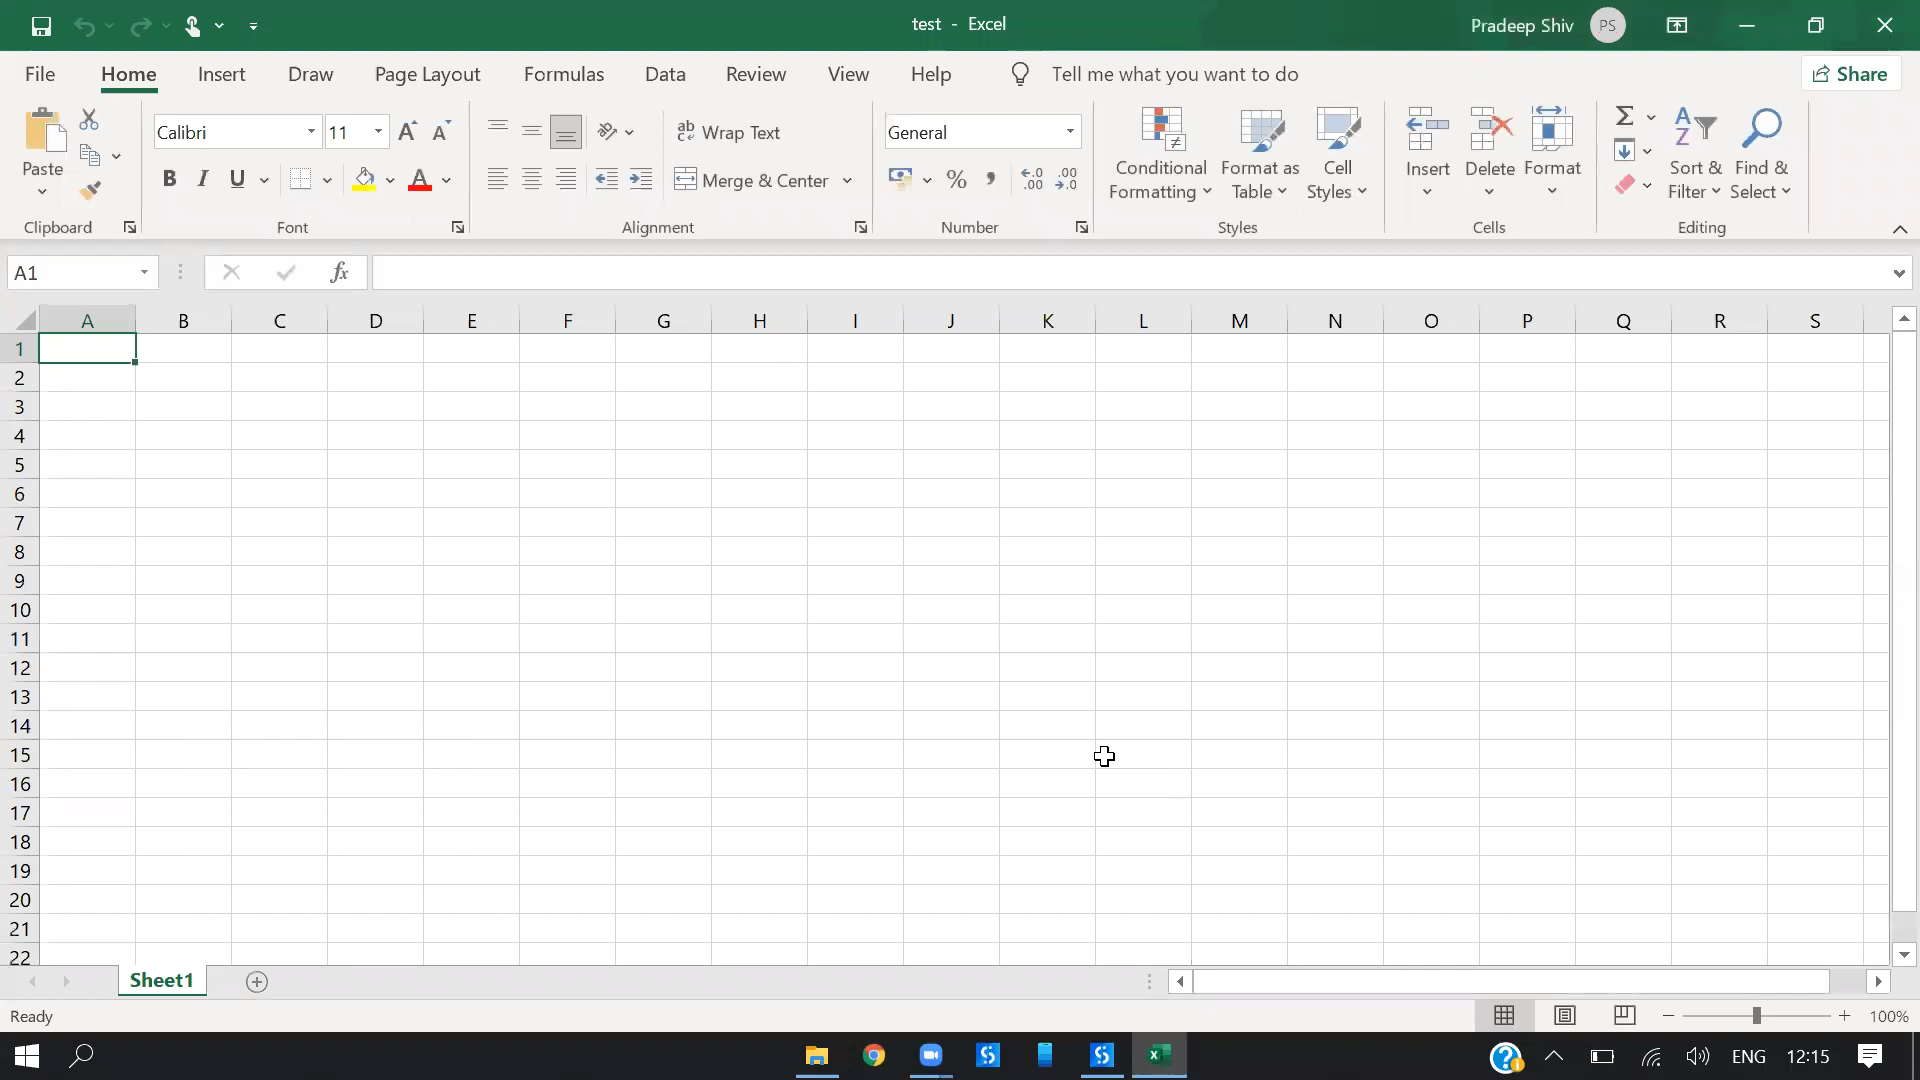 test - Excel
Pradeep Shiv PS
File Home Insert Draw Page Layout Formulas Data Review View Help Tell me what you want to do Share
Paste
Clipboard
Calibri 11
B I U A
Font
ab
c Wrap Text
Merge & Center
Alignment
General
% , .00 .00
Number
Conditional
Formatting
Format as
Table
Cell
Styles
Styles
Insert Delete Format
Cells
Sort &
Filter
Find &
Select
Editing
A1 fx
A B C D E F G H I J K L M N O P Q R S
1
2
3
4
5
6
7
8
9
10
11
12
13
14
15
16
17
18
19
20
21
22
Sheet1
Ready 100%
ENG 12:15